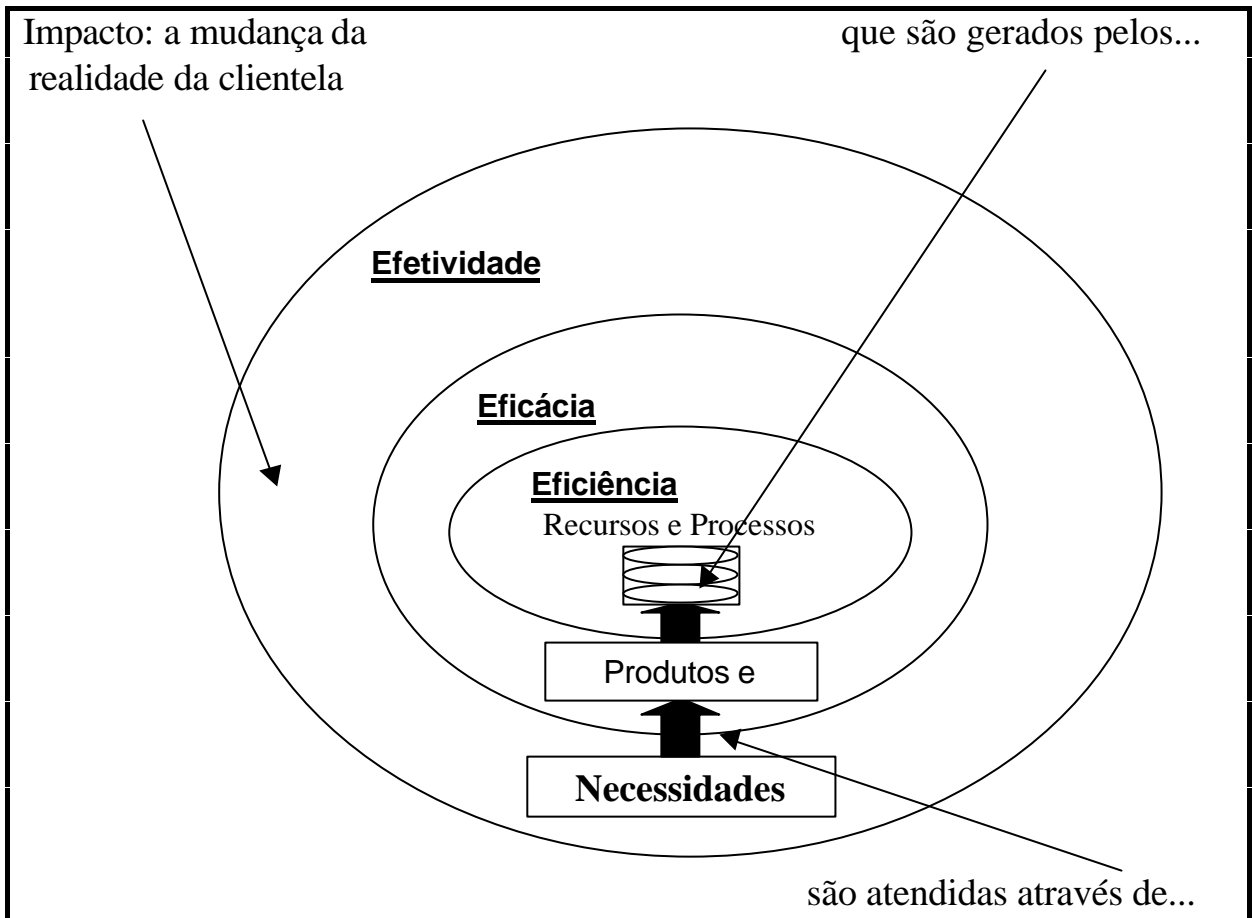 Impacto: a mudança da
realidade da clientela
que são gerados pelos...
Efetividade
Eficácia
Eficiência
Recursos e Processos
Produtos e
Necessidades
são atendidas através de...